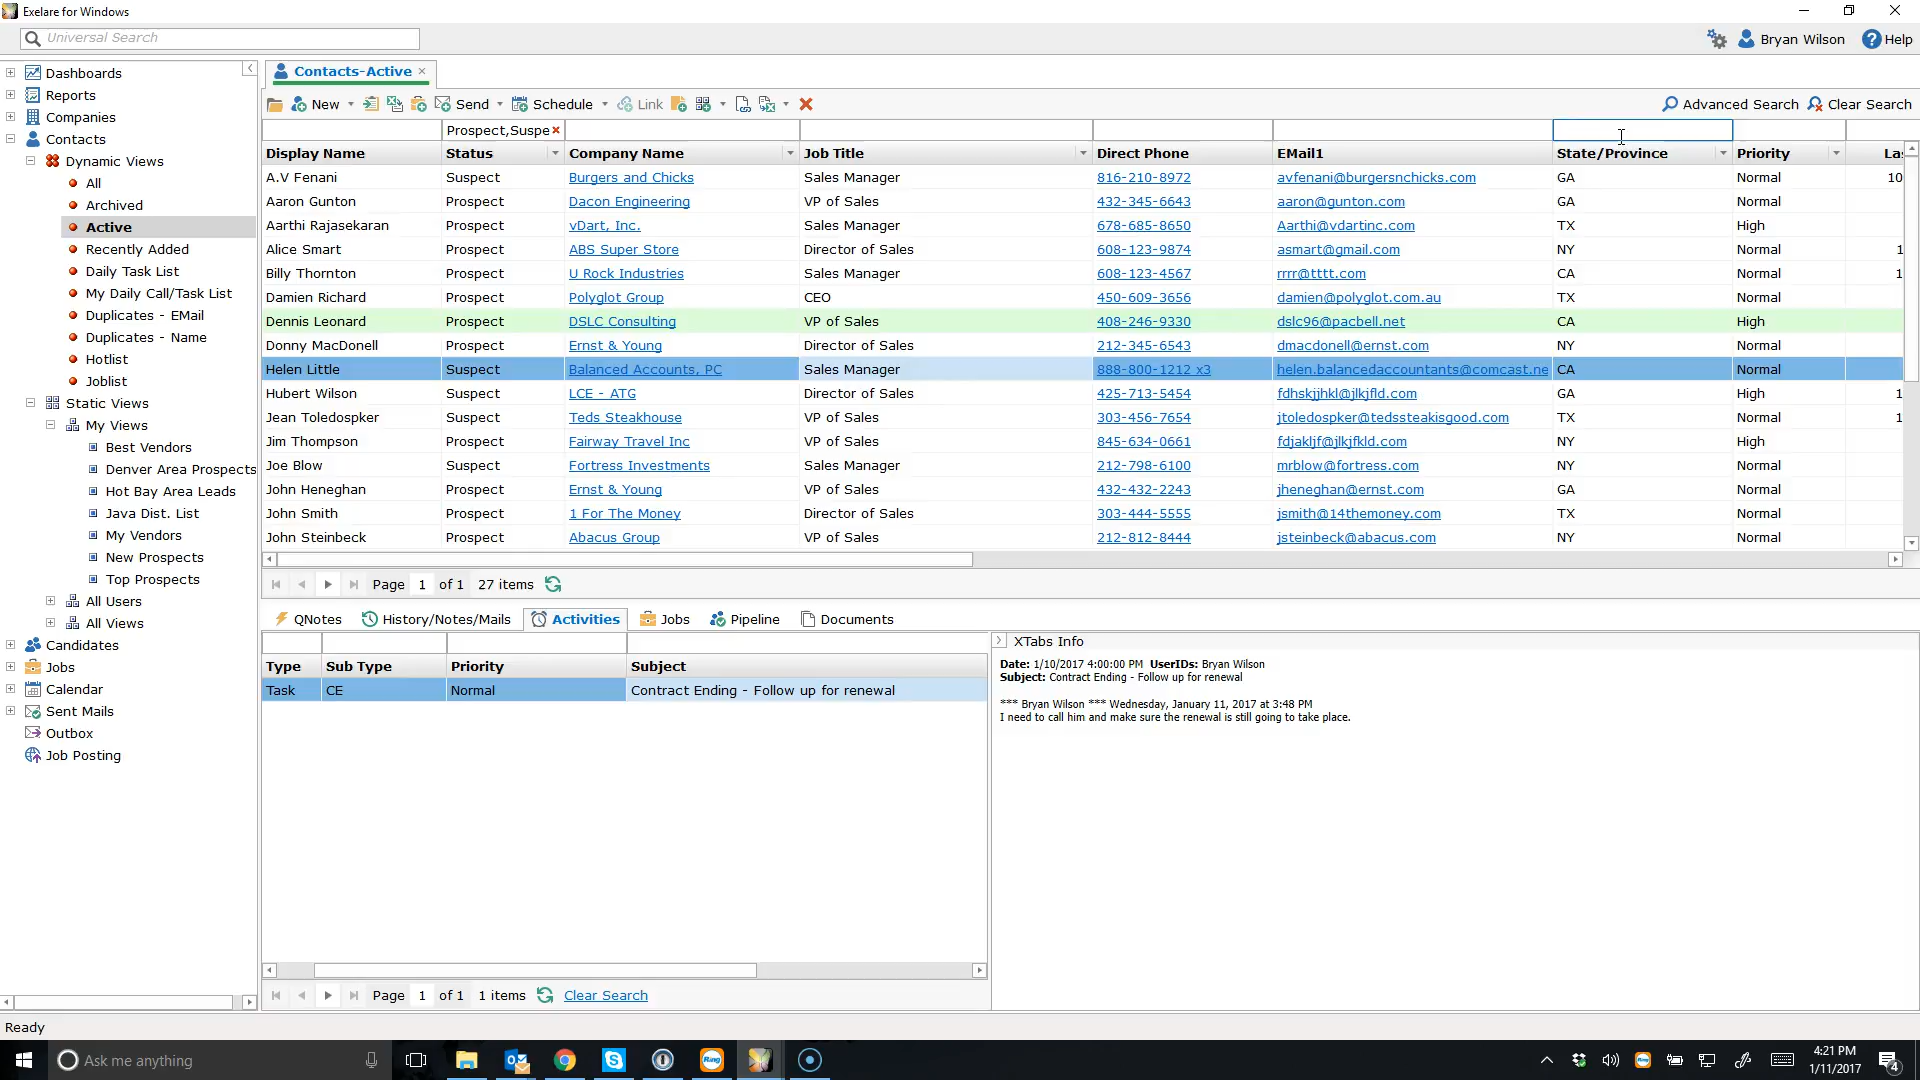 Exelare for Windows
Universal Search
Bryan Wilson
Help
Dashboards
Reports
Companies
Contacts
Dynamic Views
All
Archived
Active
Recently Added
Daily Task List
My Daily Call/Task List
Duplicates - EMail
Duplicates - Name
Hotlist
Joblist
Static Views
My Views
Best Vendors
Denver Area Prospects
Hot Bay Area Leads
Java Dist. List
My Vendors
New Prospects
Top Prospects
All Users
All Views
Candidates
Jobs
Calendar
Sent Mails
Outbox
Job Posting
Contacts-Active
New Send Schedule Link Advanced Search Clear Search
Prospect,Suspe
Display Name Status Company Name Job Title Direct Phone EMail1 State/Province Priority Las
A.V Fenani Suspect Burgers and Chicks Sales Manager 816-210-8972 avfenani@burgersnchicks.com GA Normal 10
Aaron Gunton Prospect Dacon Engineering VP of Sales 432-345-6643 aaron@gunton.com GA Normal
Aarthi Rajasekaran Prospect vDart, Inc. Sales Manager 678-685-8650 Aarthi@vdartinc.com TX High
Alice Smart Prospect ABS Super Store Director of Sales 608-123-9874 asmart@gmail.com NY Normal 1
Billy Thornton Prospect U Rock Industries Sales Manager 608-123-4567 rrrr@tttt.com CA Normal 1
Damien Richard Prospect Polyglot Group CEO 450-609-3656 damien@polyglot.com.au TX Normal
Dennis Leonard Prospect DSLC Consulting VP of Sales 408-246-9330 dslc96@pacbell.net CA High
Donny MacDonell Prospect Ernst & Young Director of Sales 212-345-6543 dmacdonell@ernst.com NY Normal
Helen Little Suspect Balanced Accounts, PC Sales Manager 888-800-1212 x3 helen.balancedaccountants@comcast.ne CA Normal
Hubert Wilson Suspect LCE - ATG Director of Sales 425-713-5454 fdhskjjhkl@jlkjfld.com GA High 1
Jean Toledospker Suspect Teds Steakhouse VP of Sales 303-456-7654 jtoledospker@tedssteakisgood.com TX Normal 1
Jim Thompson Prospect Fairway Travel Inc VP of Sales 845-634-0661 fdjakljf@jlkjfkld.com NY High
Joe Blow Suspect Fortress Investments Sales Manager 212-798-6100 mrblow@fortress.com NY Normal
John Heneghan Prospect Ernst & Young VP of Sales 432-432-2243 jheneghan@ernst.com GA Normal
John Smith Prospect 1 For The Money Director of Sales 303-444-5555 jsmith@14themoney.com TX Normal
John Steinbeck Prospect Abacus Group VP of Sales 212-812-8444 jsteinbeck@abacus.com NY Normal
Page 1 of 1 27 items
QNotes History/Notes/Mails Activities Jobs Pipeline Documents
Type Sub Type Priority Subject
Task CE Normal Contract Ending - Follow up for renewal
Page 1 of 1 1 items Clear Search
XTabs Info
Date: 1/10/2017 4:00:00 PM UserIDs: Bryan Wilson
Subject: Contract Ending - Follow up for renewal
*** Bryan Wilson *** Wednesday, January 11, 2017 at 3:48 PM
I need to call him and make sure the renewal is still going to take place.
Ready
Ask me anything
Ring
Ring
4:21 PM
1/11/2017
4